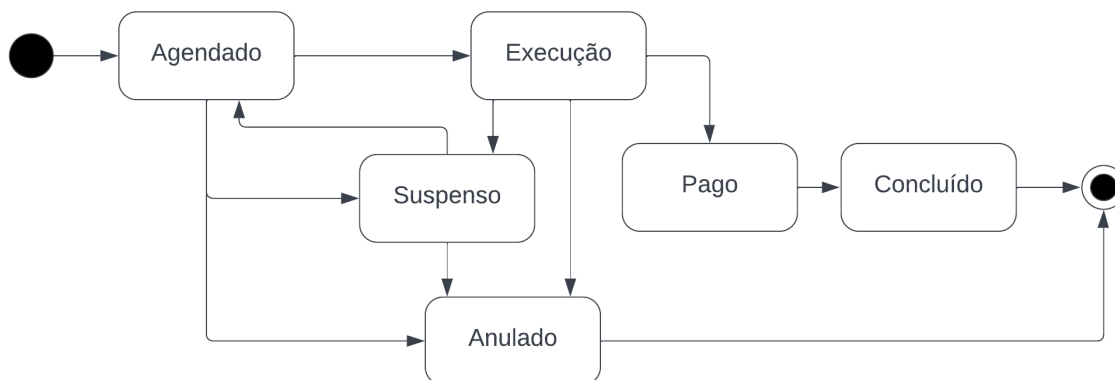 Agendado
Execução
Suspenso
Pago
Concluído
Anulado